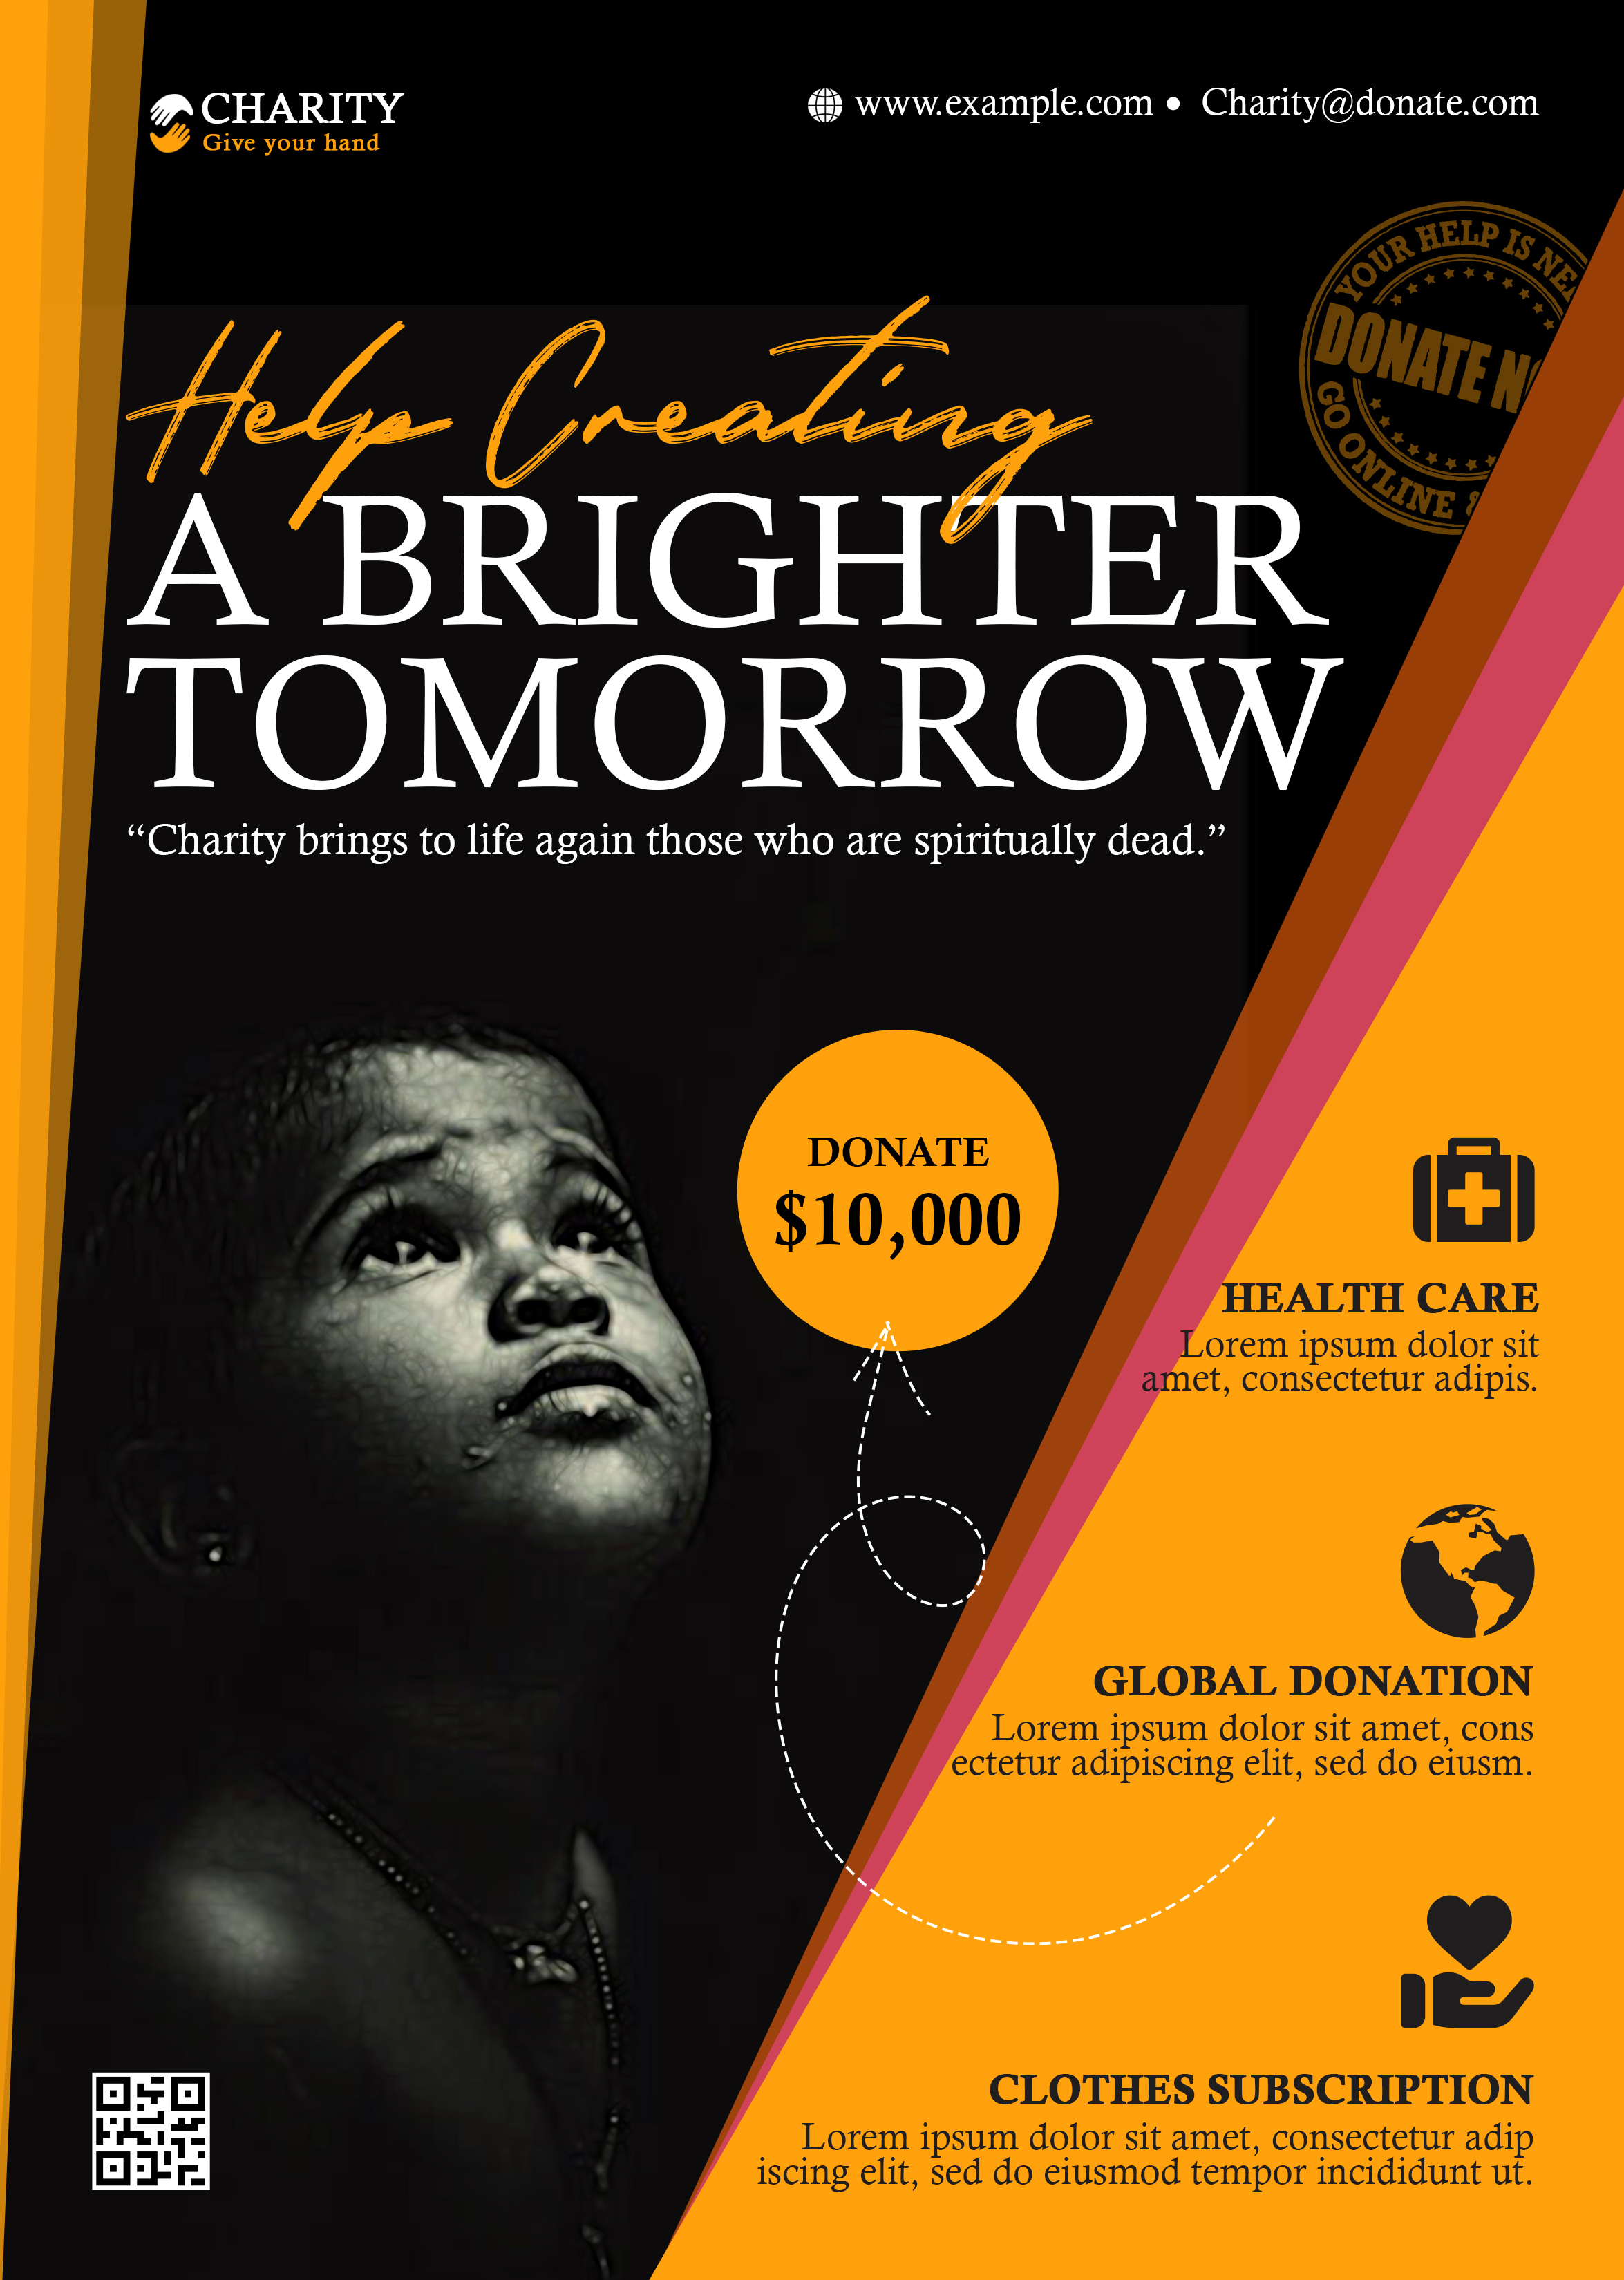 CHARITY
Give your hand
www.example.com • Charity@donate.com
YOUR HELP IS
DONATE
GO ONLINE &
Help Creating
A BRIGHTER
TOMORROW
“Charity brings to life again those who are spiritually dead.”
DONATE
$10,000
HEALTH CARE
Lorem ipsum dolor sit
amet, consectetur adipis.
GLOBAL DONATION
Lorem ipsum dolor sit amet, cons
ectetur adipiscing elit, sed do eiusm.
CLOTHES SUBSCRIPTION
Lorem ipsum dolor sit amet, consectetur adip
iscing elit, sed do eiusmod tempor incididunt ut.